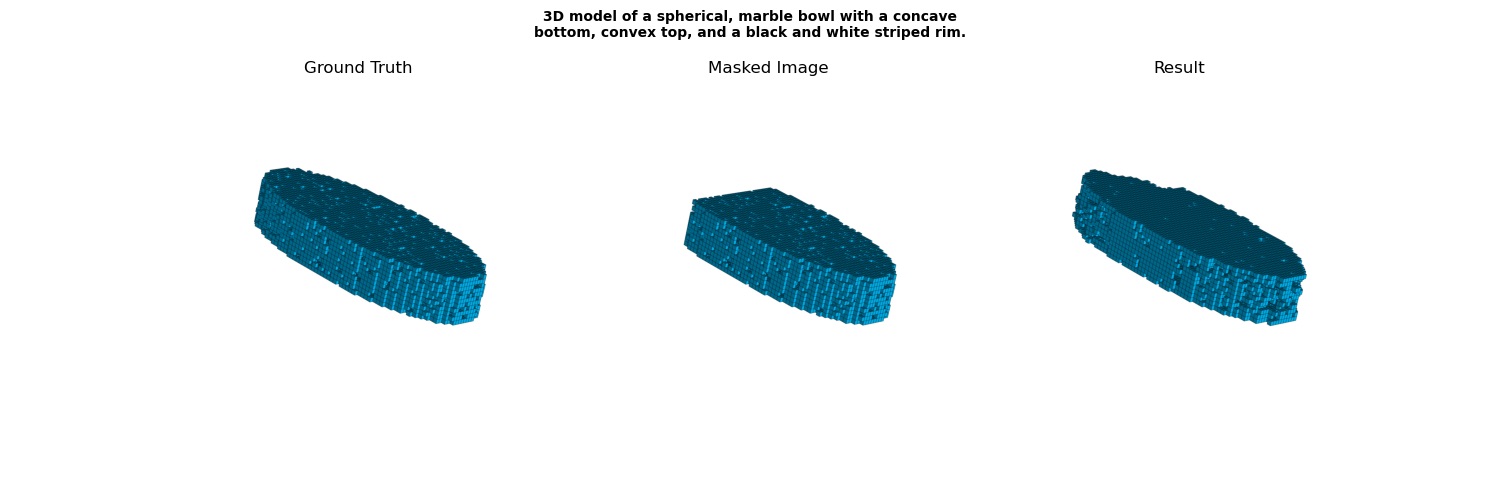 3D model of a spherical, marble bowl with a concave
bottom, convex top, and a black and white striped rim.
Ground Truth
Masked Image
Result